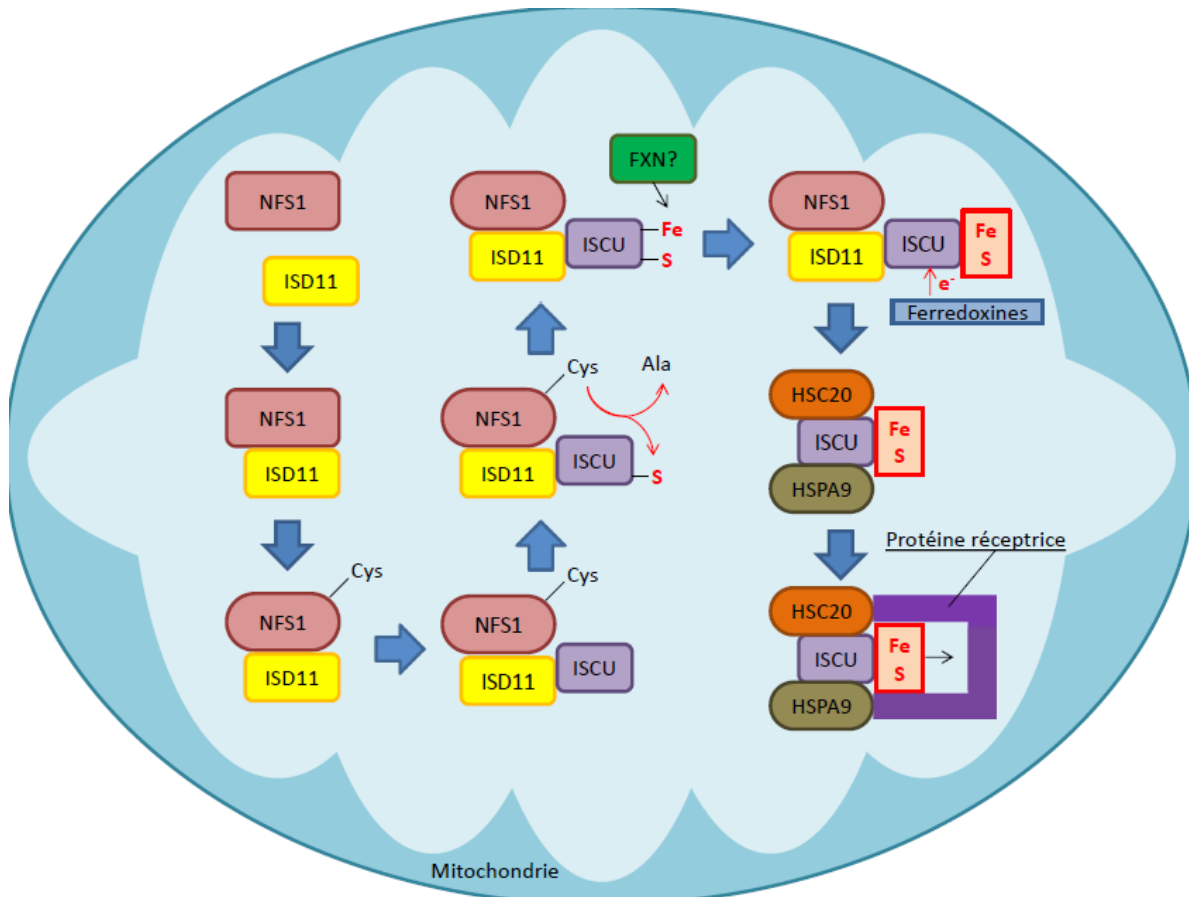 NFS1
ISD11
NFS1
ISD11
Cys
NFS1
ISD11
Cys
NFS1
ISCU
ISD11
Cys
Ala
NFS1
ISCU
ISD11
S
FXN?
NFS1
Fe
ISCU
S
ISD11
NFS1
Fe
ISCU
S
ISD11
e-
Ferredoxines
HSC20
Fe
ISCU
S
HSPA9
Protéine réceptrice
HSC20
Fe
ISCU
S
HSPA9
Mitochondrie